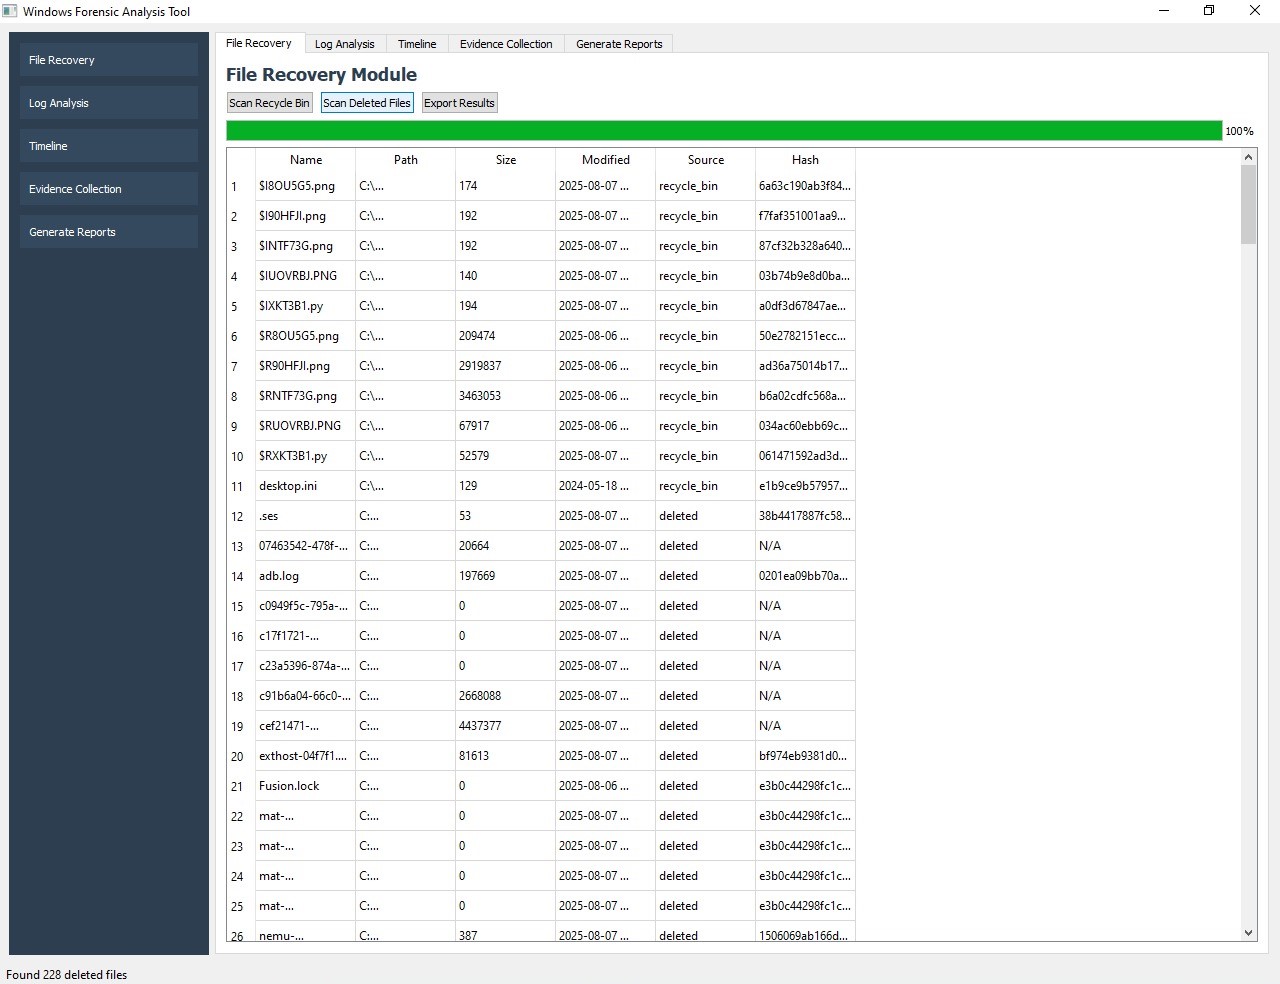 Windows Forensic Analysis Tool
File Recovery
Log Analysis
Timeline
Evidence Collection
Generate Reports
File Recovery Log Analysis Timeline Evidence Collection Generate Reports
File Recovery Module
Scan Recycle Bin Scan Deleted Files Export Results
100%
Name Path Size Modified Source Hash
1 $I8OU5G5.png C:\... 174 2025-08-07 ... recycle_bin 6a63c190ab3f84...
2 $I90HFJI.png C:\... 192 2025-08-07 ... recycle_bin f7faf351001aa9...
3 $INTF73G.png C:\... 192 2025-08-07 ... recycle_bin 87cf32b328a640...
4 $IUOVRBJ.PNG C:\... 140 2025-08-07 ... recycle_bin 03b74b9e8d0ba...
5 $IXKT3B1.py C:\... 194 2025-08-07 ... recycle_bin a0df3d67847ae...
6 $R8OU5G5.png C:\... 209474 2025-08-06 ... recycle_bin 50e2782151ecc...
7 $R90HFJI.png C:\... 2919837 2025-08-06 ... recycle_bin ad36a75014b17...
8 $RNTF73G.png C:\... 3463053 2025-08-06 ... recycle_bin b6a02cdfc568a...
9 $RUOVRBJ.PNG C:\... 67917 2025-08-06 ... recycle_bin 034ac60ebb69c...
10 $RXKT3B1.py C:\... 52579 2025-08-07 ... recycle_bin 061471592ad3d...
11 desktop.ini C:\... 129 2024-05-18 ... recycle_bin e1b9ce9b57957...
12 .ses C:... 53 2025-08-07 ... deleted 38b4417887fc58...
13 07463542-478f-... C:... 20664 2025-08-07 ... deleted N/A
14 adb.log C:... 197669 2025-08-07 ... deleted 0201ea09bb70a...
15 c0949f5c-795a-... C:... 0 2025-08-07 ... deleted N/A
16 c17f1721-... C:... 0 2025-08-07 ... deleted N/A
17 c23a5396-874a-... C:... 0 2025-08-07 ... deleted N/A
18 c91b6a04-66c0-... C:... 2668088 2025-08-07 ... deleted N/A
19 cef21471-... C:... 4437377 2025-08-07 ... deleted N/A
20 exthost-04f7f1.... C:... 81613 2025-08-07 ... deleted bf974eb9381d0...
21 Fusion.lock C:... 0 2025-08-06 ... deleted e3b0c44298fc1c...
22 mat-... C:... 0 2025-08-07 ... deleted e3b0c44298fc1c...
23 mat-... C:... 0 2025-08-07 ... deleted e3b0c44298fc1c...
24 mat-... C:... 0 2025-08-07 ... deleted e3b0c44298fc1c...
25 mat-... C:... 0 2025-08-07 ... deleted e3b0c44298fc1c...
26 nemu-... C:... 387 2025-08-07 ... deleted 1506069ab166d...
Found 228 deleted files